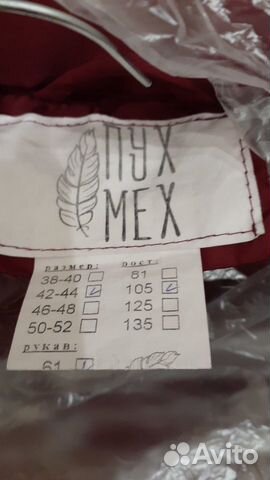 ПУХ
МЕХ
размер: рост:
38-40 81
42-44 105
46-48 125
50-52 135
рукав:
61
Avito